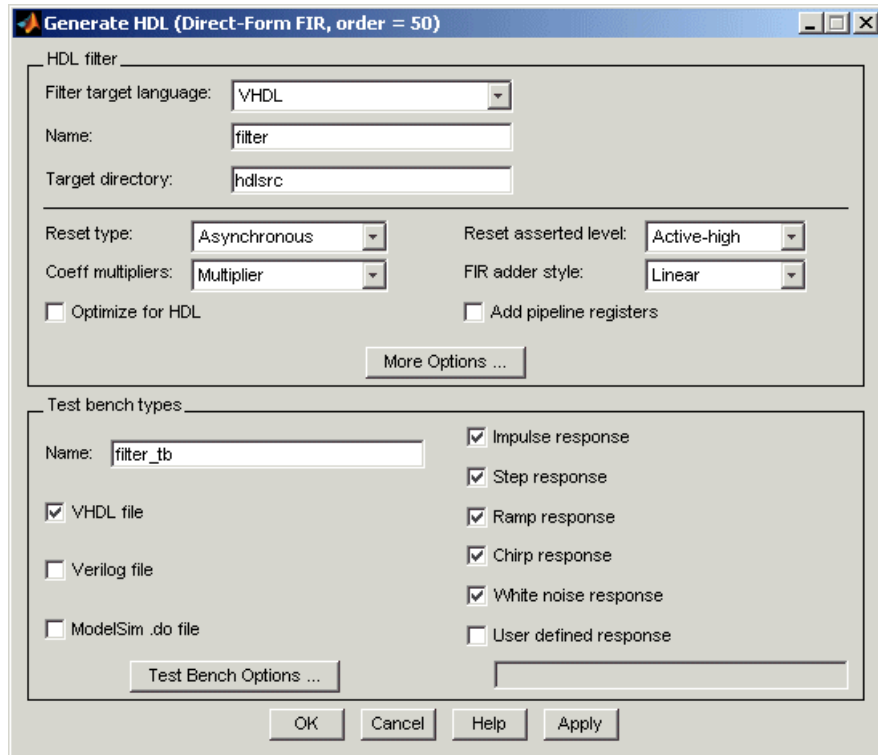 Generate HDL (Direct-Form FIR, order = 50)
HDL filter
Filter target language: VHDL
Name: filter
Target directory: hdlsrc
Reset type: Asynchronous Reset asserted level: Active-high
Coeff multipliers: Multiplier FIR adder style: Linear
Optimize for HDL Add pipeline registers
More Options ...
Test bench types
Name: filter_tb
Impulse response
Step response
VHDL file
Ramp response
Chirp response
Verilog file
White noise response
ModelSim .do file
User defined response
Test Bench Options ...
OK Cancel Help Apply